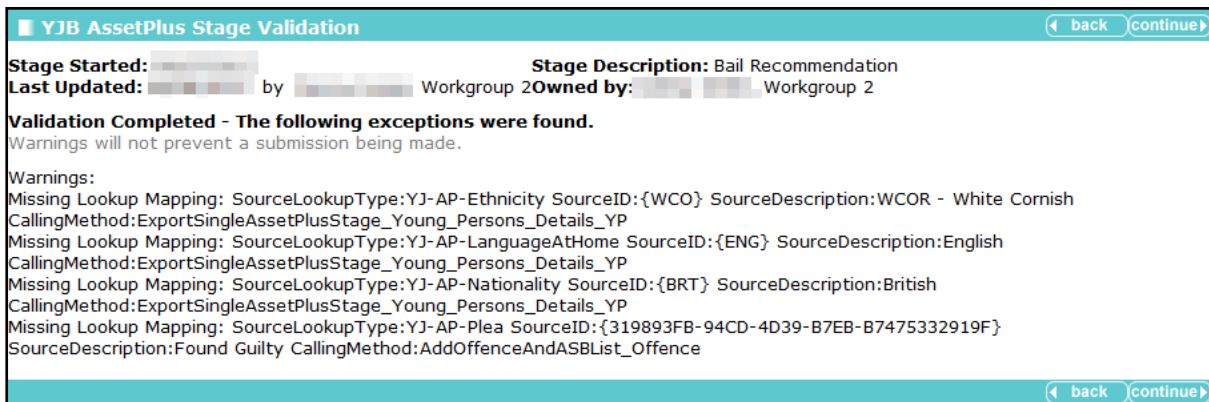 YJB AssetPlus Stage Validation back continue
Stage Started: Stage Description: Bail Recommendation
Last Updated: by Workgroup 2Owned by: Workgroup 2
Validation Completed - The following exceptions were found.
Warnings will not prevent a submission being made.
Warnings:
Missing Lookup Mapping: SourceLookupType:YJ-AP-Ethnicity SourceID:{WCO} SourceDescription:WCOR - White Cornish
CallingMethod:ExportSingleAssetPlusStage_Young_Persons_Details_YP
Missing Lookup Mapping: SourceLookupType:YJ-AP-LanguageAtHome SourceID:{ENG} SourceDescription:English
CallingMethod:ExportSingleAssetPlusStage_Young_Persons_Details_YP
Missing Lookup Mapping: SourceLookupType:YJ-AP-Nationality SourceID:{BRT} SourceDescription:British
CallingMethod:ExportSingleAssetPlusStage_Young_Persons_Details_YP
Missing Lookup Mapping: SourceLookupType:YJ-AP-Plea SourceID:{319893FB-94CD-4D39-B7EB-B7475332919F}
SourceDescription:Found Guilty CallingMethod:AddOffenceAndASBList_Offence
back continue